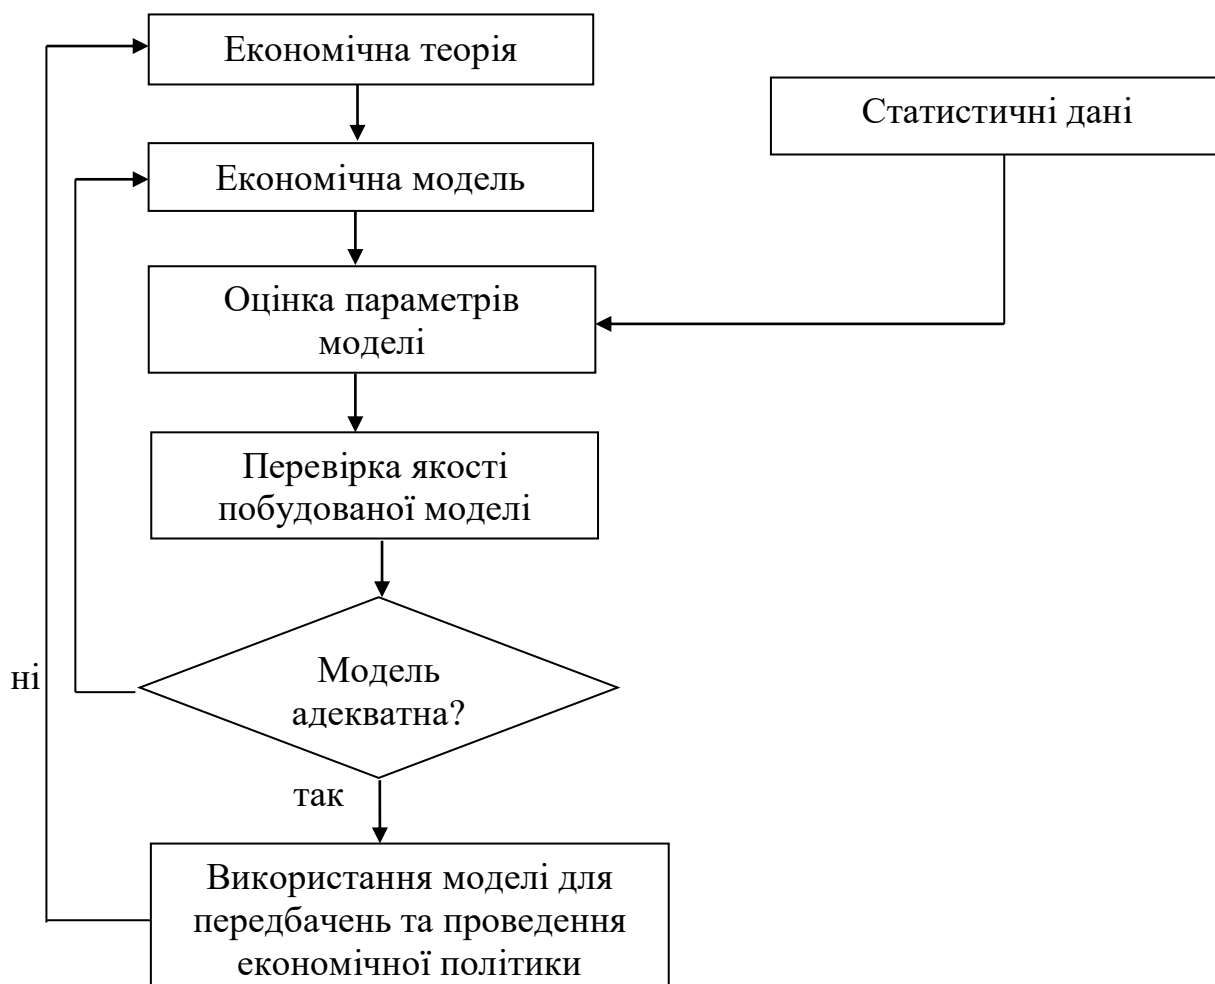 Економічна теорія
Статистичні дані
Економічна модель
Оцінка параметрів
моделі
Перевірка якості
побудованої моделі
ні
Модель
адекватна?
так
Використання моделі для
передбачень та проведення
економічної політики